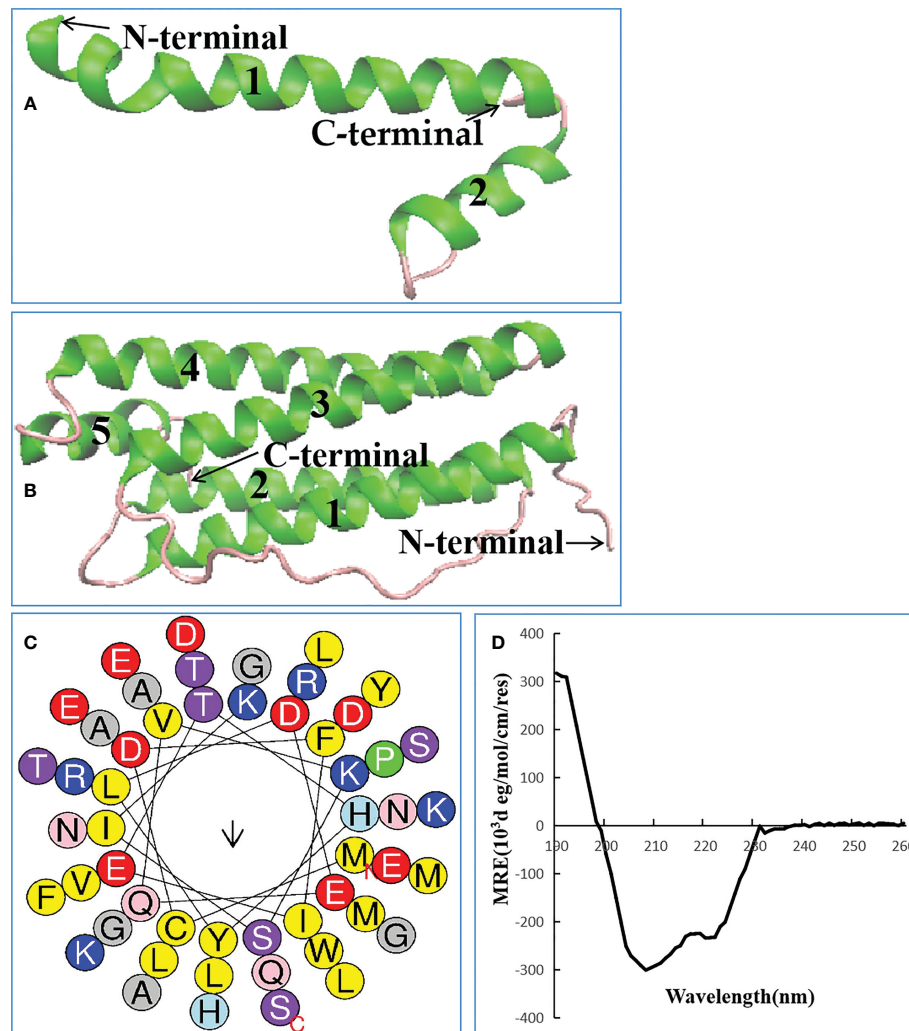 N-terminal
A
1
C-terminal
2
4
3
5
C-terminal
B
2
1
N-terminal
C
D
L
E
T
G
R
Y
E
A
T
K
D
D
S
E
A
V
F
P
T
R
D
L
K
N
I
H
N
K
F
V
E
M
E
M
K
G
Q
E
M
G
A
L
C
Y
S
I
W
L
H
L
Q
S
C
D
400
300
200
100
0
-100
-200
-300
-400
190
200
210
220
230
240
250
260
MRE(10³d eg/mol/cm/res)
Wavelength(nm)